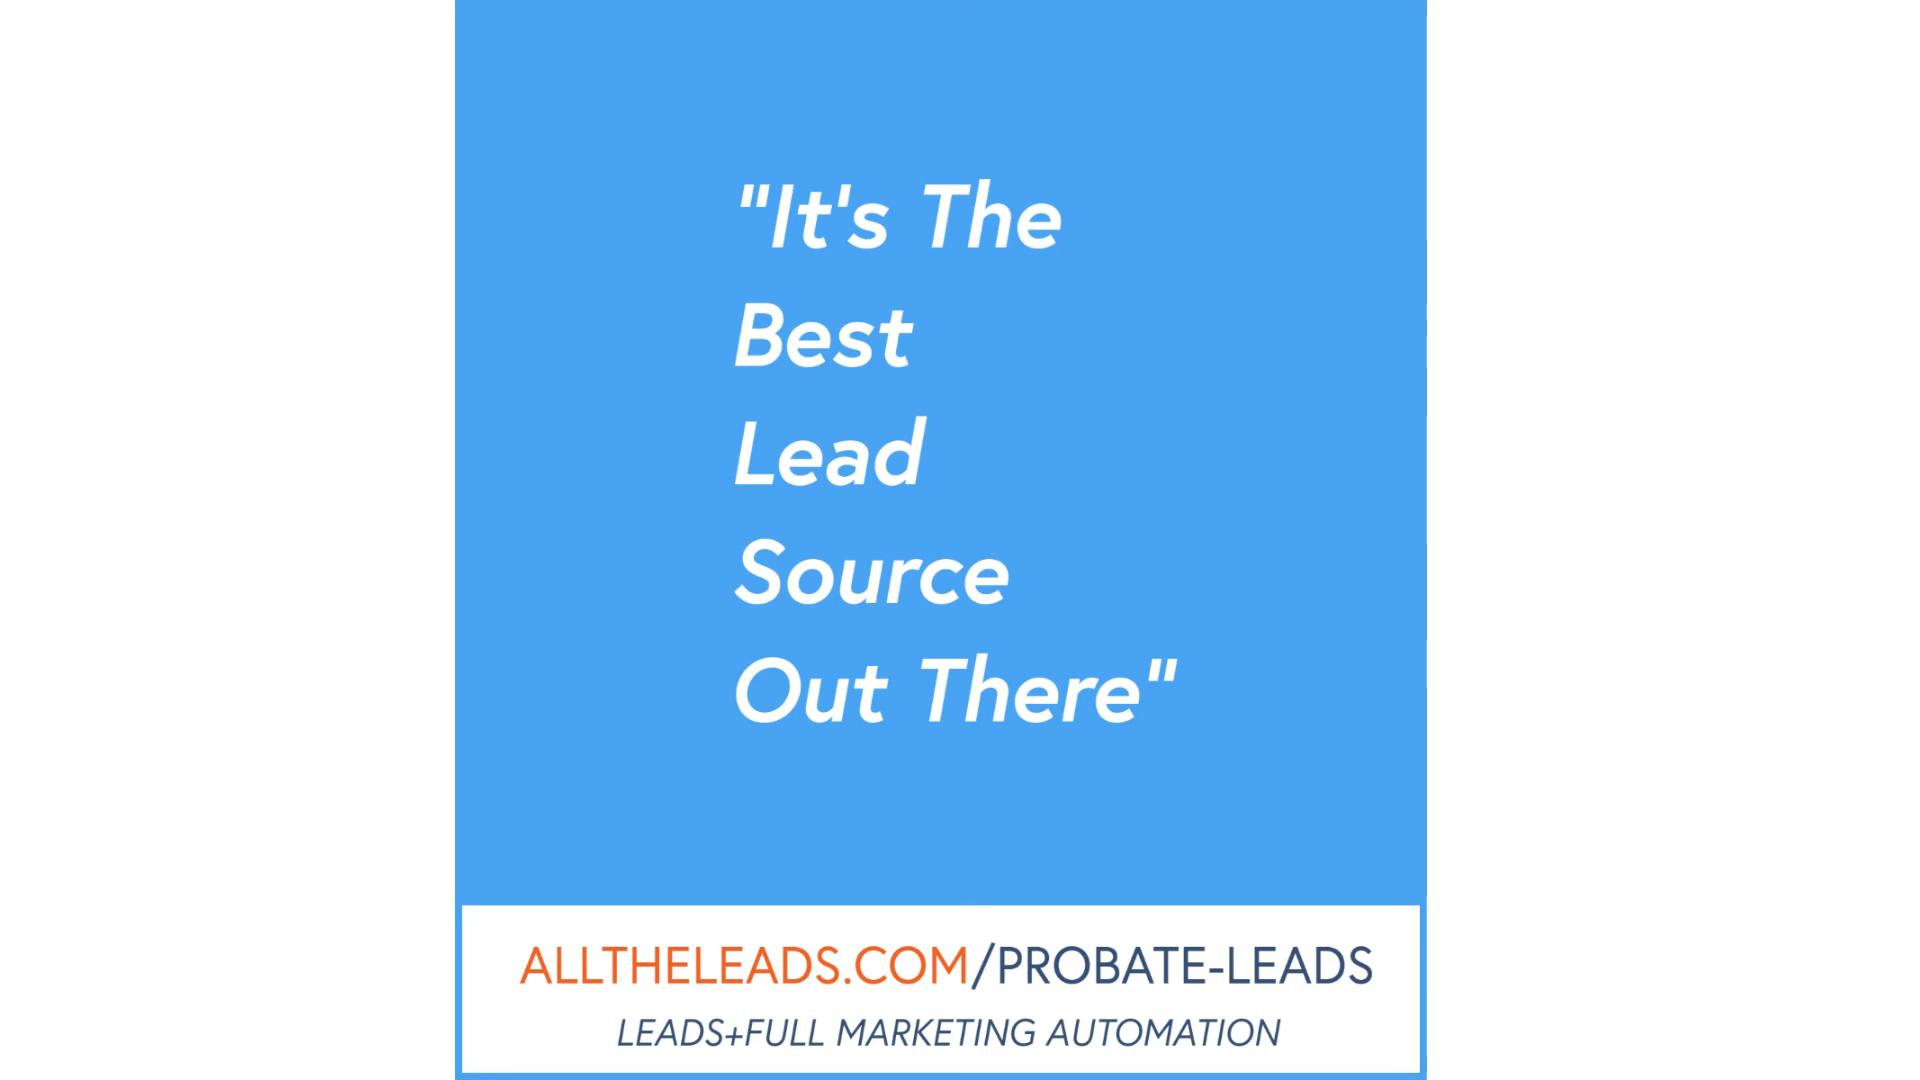 "It's The
Best
Lead
Source
Out There"
ALLTHELEADS.COM/PROBATE-LEADS
LEADS+FULL MARKETING AUTOMATION